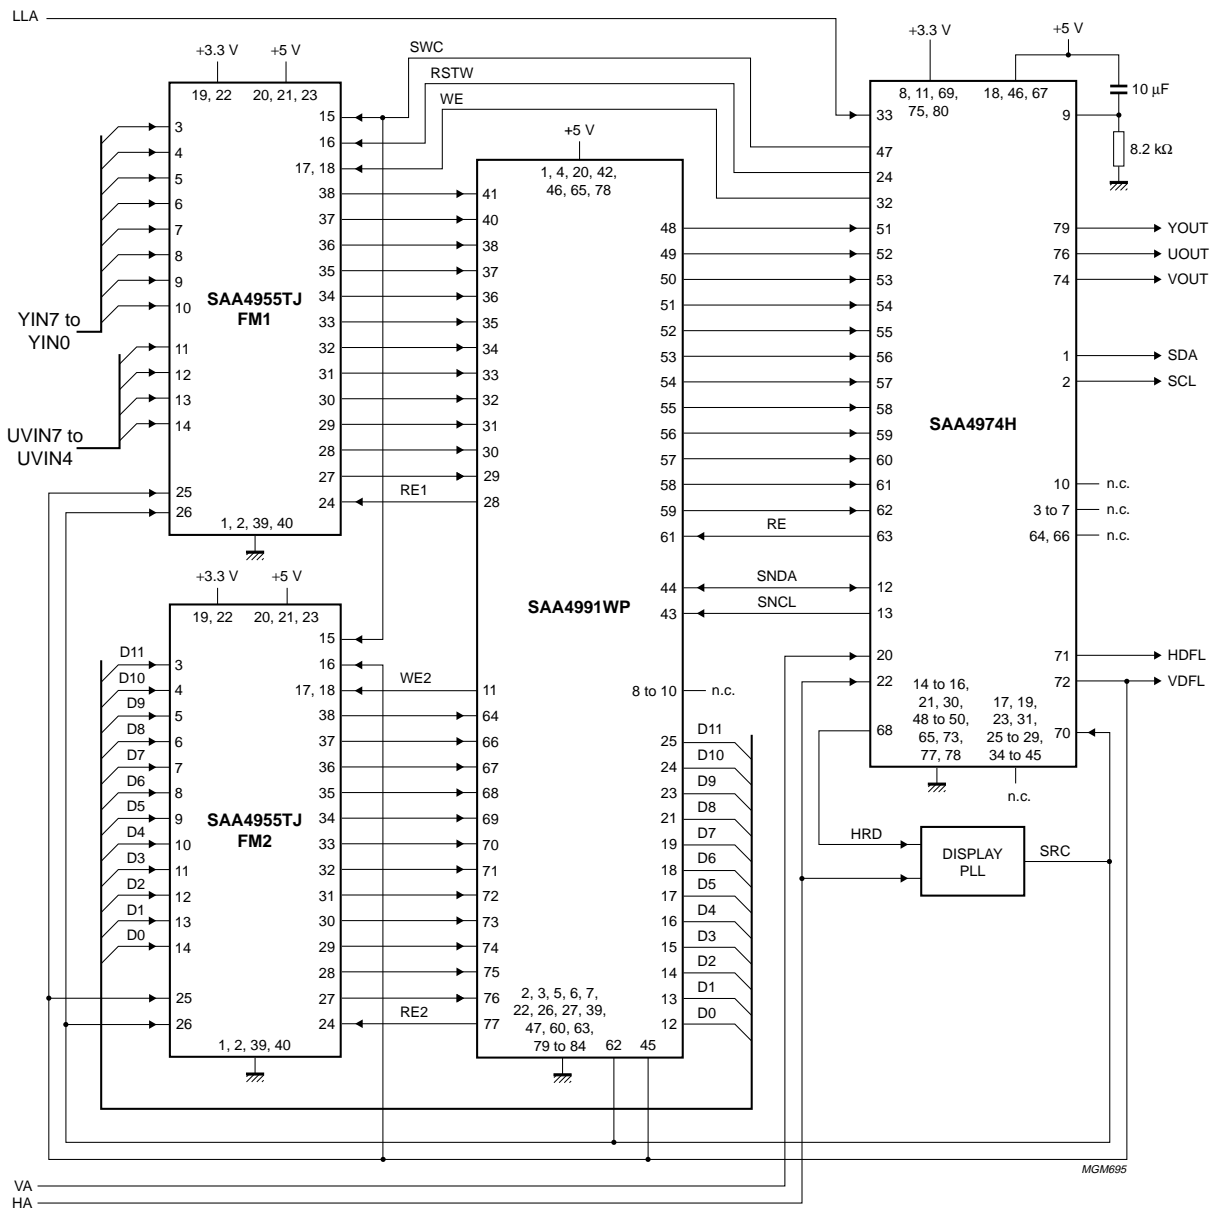 LLA
+3.3 V
+5 V
19, 22
20, 21, 23
SWC
RSTW
WE
+3.3 V
+5 V
8, 11, 69,
75, 80
18, 46, 67
10 µF
8.2 kΩ
15
16
17, 18
38
37
36
35
34
33
32
31
30
29
28
27
24
3
4
5
6
7
8
9
10
11
12
13
14
25
26
YIN7 to
YIN0
UVIN7 to
UVIN4
SAA4955TJ
FM1
1, 2, 39, 40
RE1
+5 V
1, 4, 20, 42,
46, 65, 78
41
40
38
37
36
35
34
33
32
31
30
29
28
48
49
50
51
52
53
54
55
56
57
58
59
61
44
43
RE
SNDA
SNCL
SAA4991WP
33
47
24
32
51
52
53
54
55
56
57
58
59
60
61
62
63
12
13
20
22
68
9
79
76
74
1
2
10
3 to 7
64, 66
71
72
70
YOUT
UOUT
VOUT
SDA
SCL
n.c.
n.c.
n.c.
HDFL
VDFL
SAA4974H
14 to 16,
21, 30,
48 to 50,
65, 73,
77, 78
17, 19,
23, 31,
25 to 29,
34 to 45
n.c.
+3.3 V
+5 V
19, 22
20, 21, 23
15
16
17, 18
38
37
36
35
34
33
32
31
30
29
28
27
24
D11
D10
D9
D8
D7
D6
D5
D4
D3
D2
D1
D0
3
4
5
6
7
8
9
10
11
12
13
14
25
26
SAA4955TJ
FM2
1, 2, 39, 40
WE2
RE2
11
64
66
67
68
69
70
71
72
73
74
75
76
77
8 to 10
n.c.
25
24
23
21
19
18
17
16
15
14
13
12
D11
D10
D9
D8
D7
D6
D5
D4
D3
D2
D1
D0
2, 3, 5, 6, 7,
22, 26, 27, 39,
47, 60, 63,
79 to 84
62
45
HRD
DISPLAY
PLL
SRC
MGM695
VA
HA